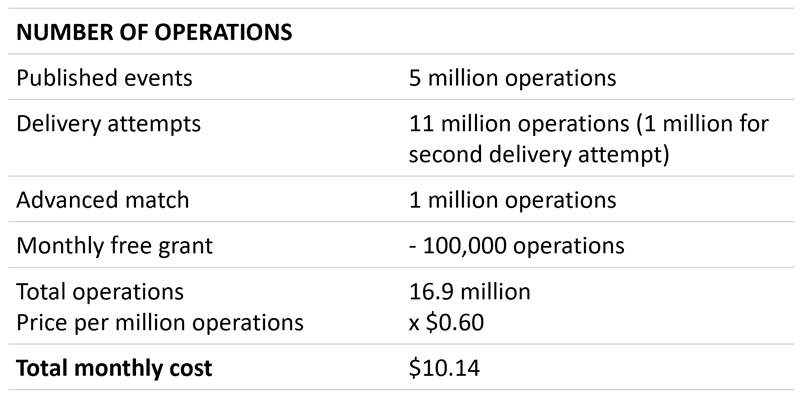 NUMBER OF OPERATIONS
Published events 5 million operations
Delivery attempts 11 million operations (1 million for
second delivery attempt)
Advanced match 1 million operations
Monthly free grant - 100,000 operations
Total operations 16.9 million
Price per million operations x $0.60
Total monthly cost $10.14